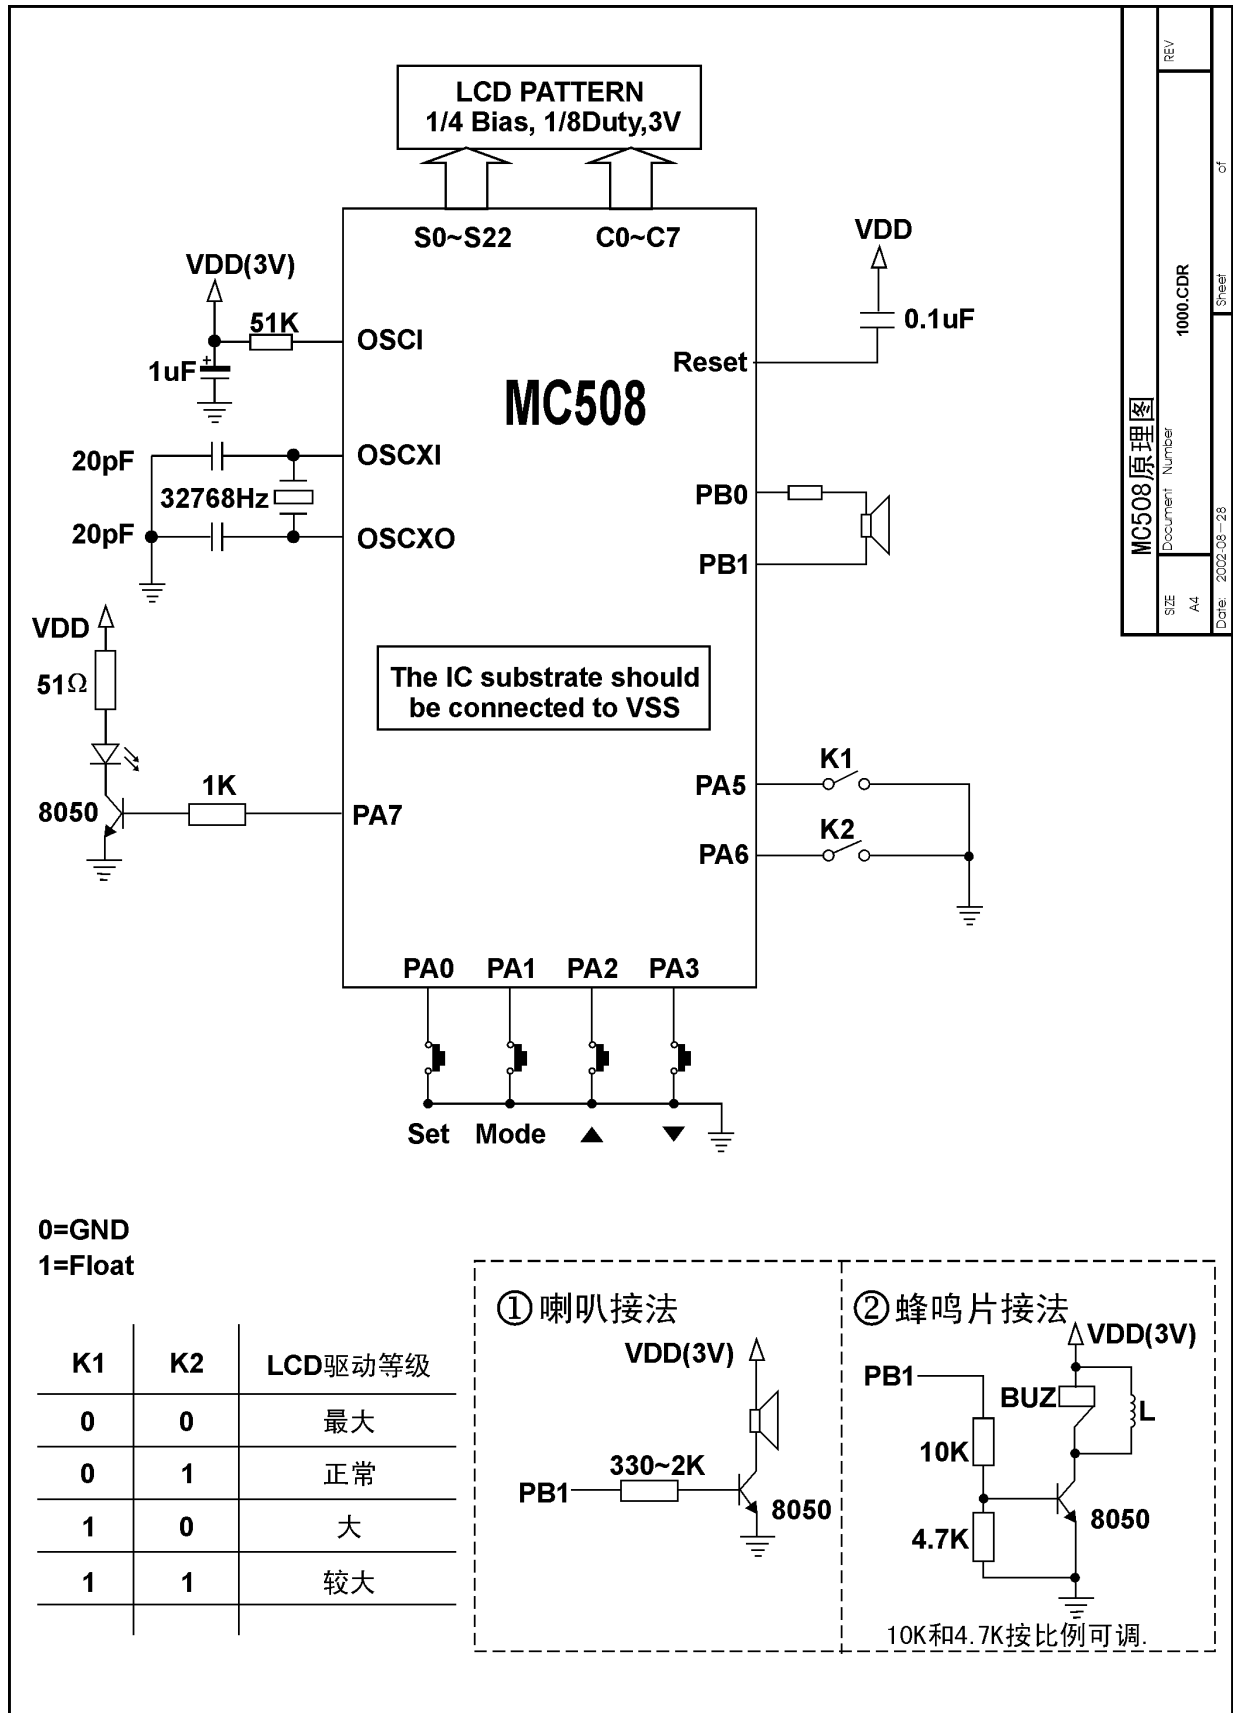 LCD PATTERN
1/4 Bias, 1/8Duty,3V
S0~S22
C0~C7
VDD(3V)
51K
OSCI
1uF
+
VDD
0.1uF
Reset
MC508
20pF
OSCXI
32768Hz
20pF
OSCXO
PB0
PB1
VDD
51Ω
The IC substrate should
be connected to VSS
8050
1K
PA7
PA5
K1
PA6
K2
PA0
PA1
PA2
PA3
Set
Mode
▲
▼
MC508原理图
SIZE
A4
Document Number
1000.CDR
REV
Date: 2002-08-28
Sheet of
0=GND
1=Float
K1 K2 LCD驱动等级
0 0 最大
0 1 正常
1 0 大
1 1 较大
①喇叭接法
VDD(3V)
330~2K
PB1
8050
②蜂鸣片接法
VDD(3V)
PB1
BUZ
L
10K
8050
4.7K
10K和4.7K按比例可调.